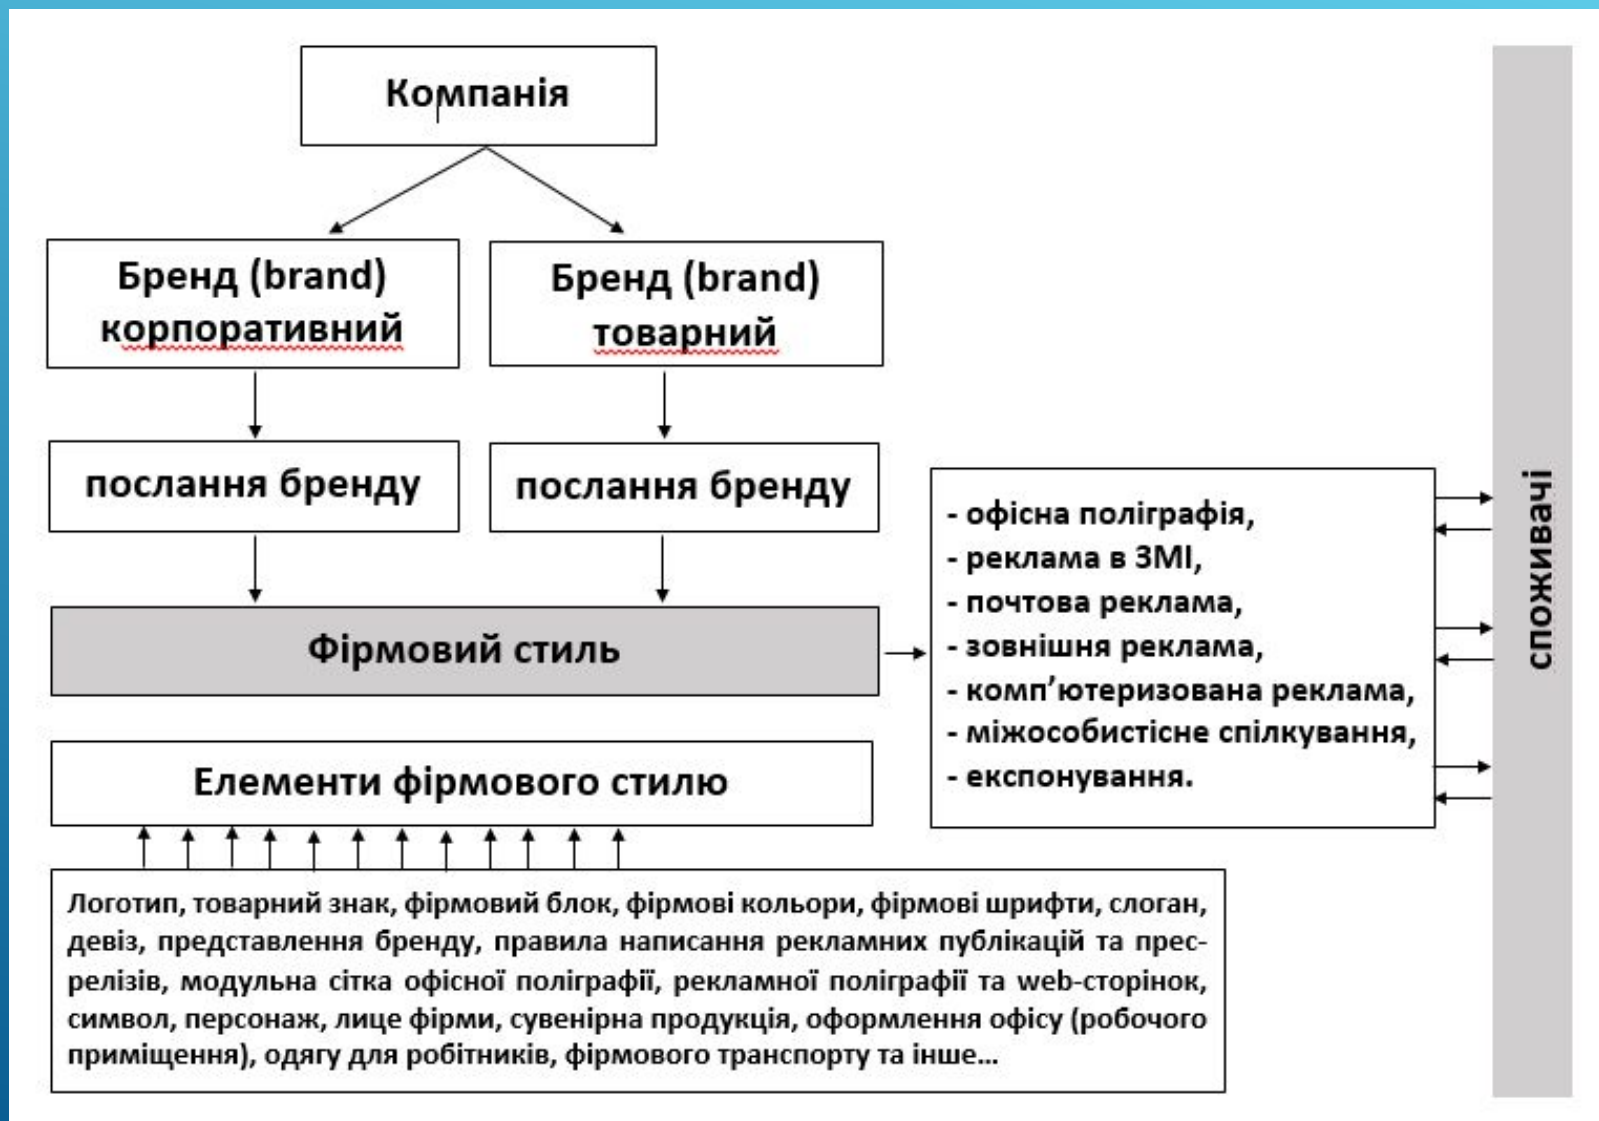 Компанія
Бренд (brand)
корпоративний
Бренд (brand)
товарний
послання бренду
послання бренду
Фірмовий стиль
- офісна поліграфія,
- реклама в ЗМІ,
- почтова реклама,
- зовнішня реклама,
- комп’ютеризована реклама,
- міжособистісне спілкування,
- експонування.
споживачі
Елементи фірмового стилю
Логотип, товарний знак, фірмовий блок, фірмові кольори, фірмові шрифти, слоган,
девіз, представлення бренду, правила написання рекламних публікацій та прес-
релізів, модульна сітка офісної поліграфії, рекламної поліграфії та web-сторінок,
символ, персонаж, лице фірми, сувенірна продукція, оформлення офісу (робочого
приміщення), одягу для робітників, фірмового транспорту та інше...